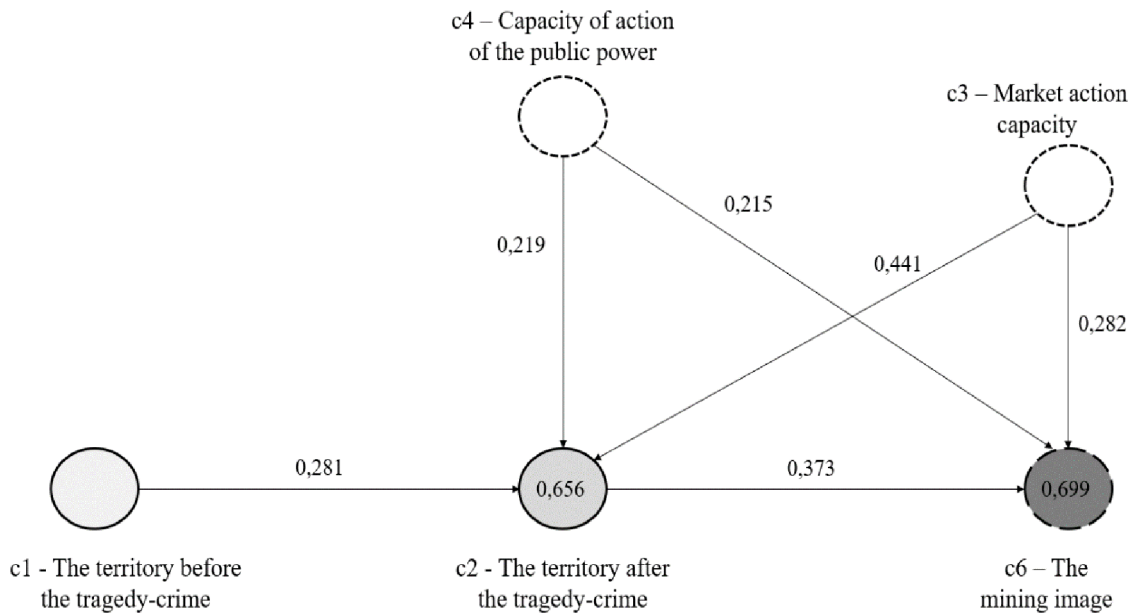 c4 – Capacity of action
of the public power
c3 – Market action
capacity
0,215
0,219
0,441
0,282
0,281
0,373
0,656
0,699
c1 - The territory before
the tragedy-crime
c2 - The territory after
the tragedy-crime
c6 – The
mining image